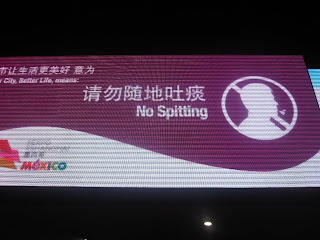 市让生活更美好 意为
City, Better Life, means:
请勿随地吐痰
No Spitting
MÉXICO